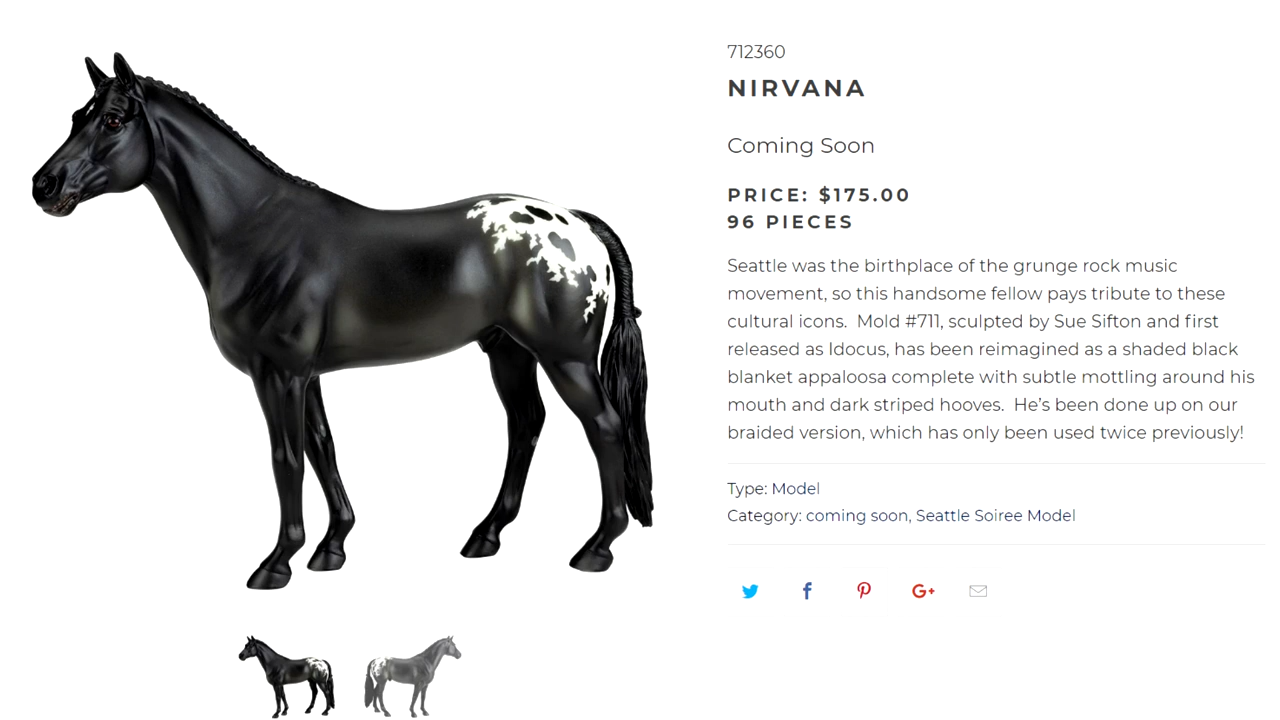 712360
NIRVANA
Coming Soon
PRICE: $175.00
96 PIECES
Seattle was the birthplace of the grunge rock music
movement, so this handsome fellow pays tribute to these
cultural icons.  Mold #711, sculpted by Sue Sifton and first
released as Idocus, has been reimagined as a shaded black
blanket appaloosa complete with subtle mottling around his
mouth and dark striped hooves.  He’s been done up on our
braided version, which has only been used twice previously!
Type: Model
Category: coming soon, Seattle Soiree Model
G+